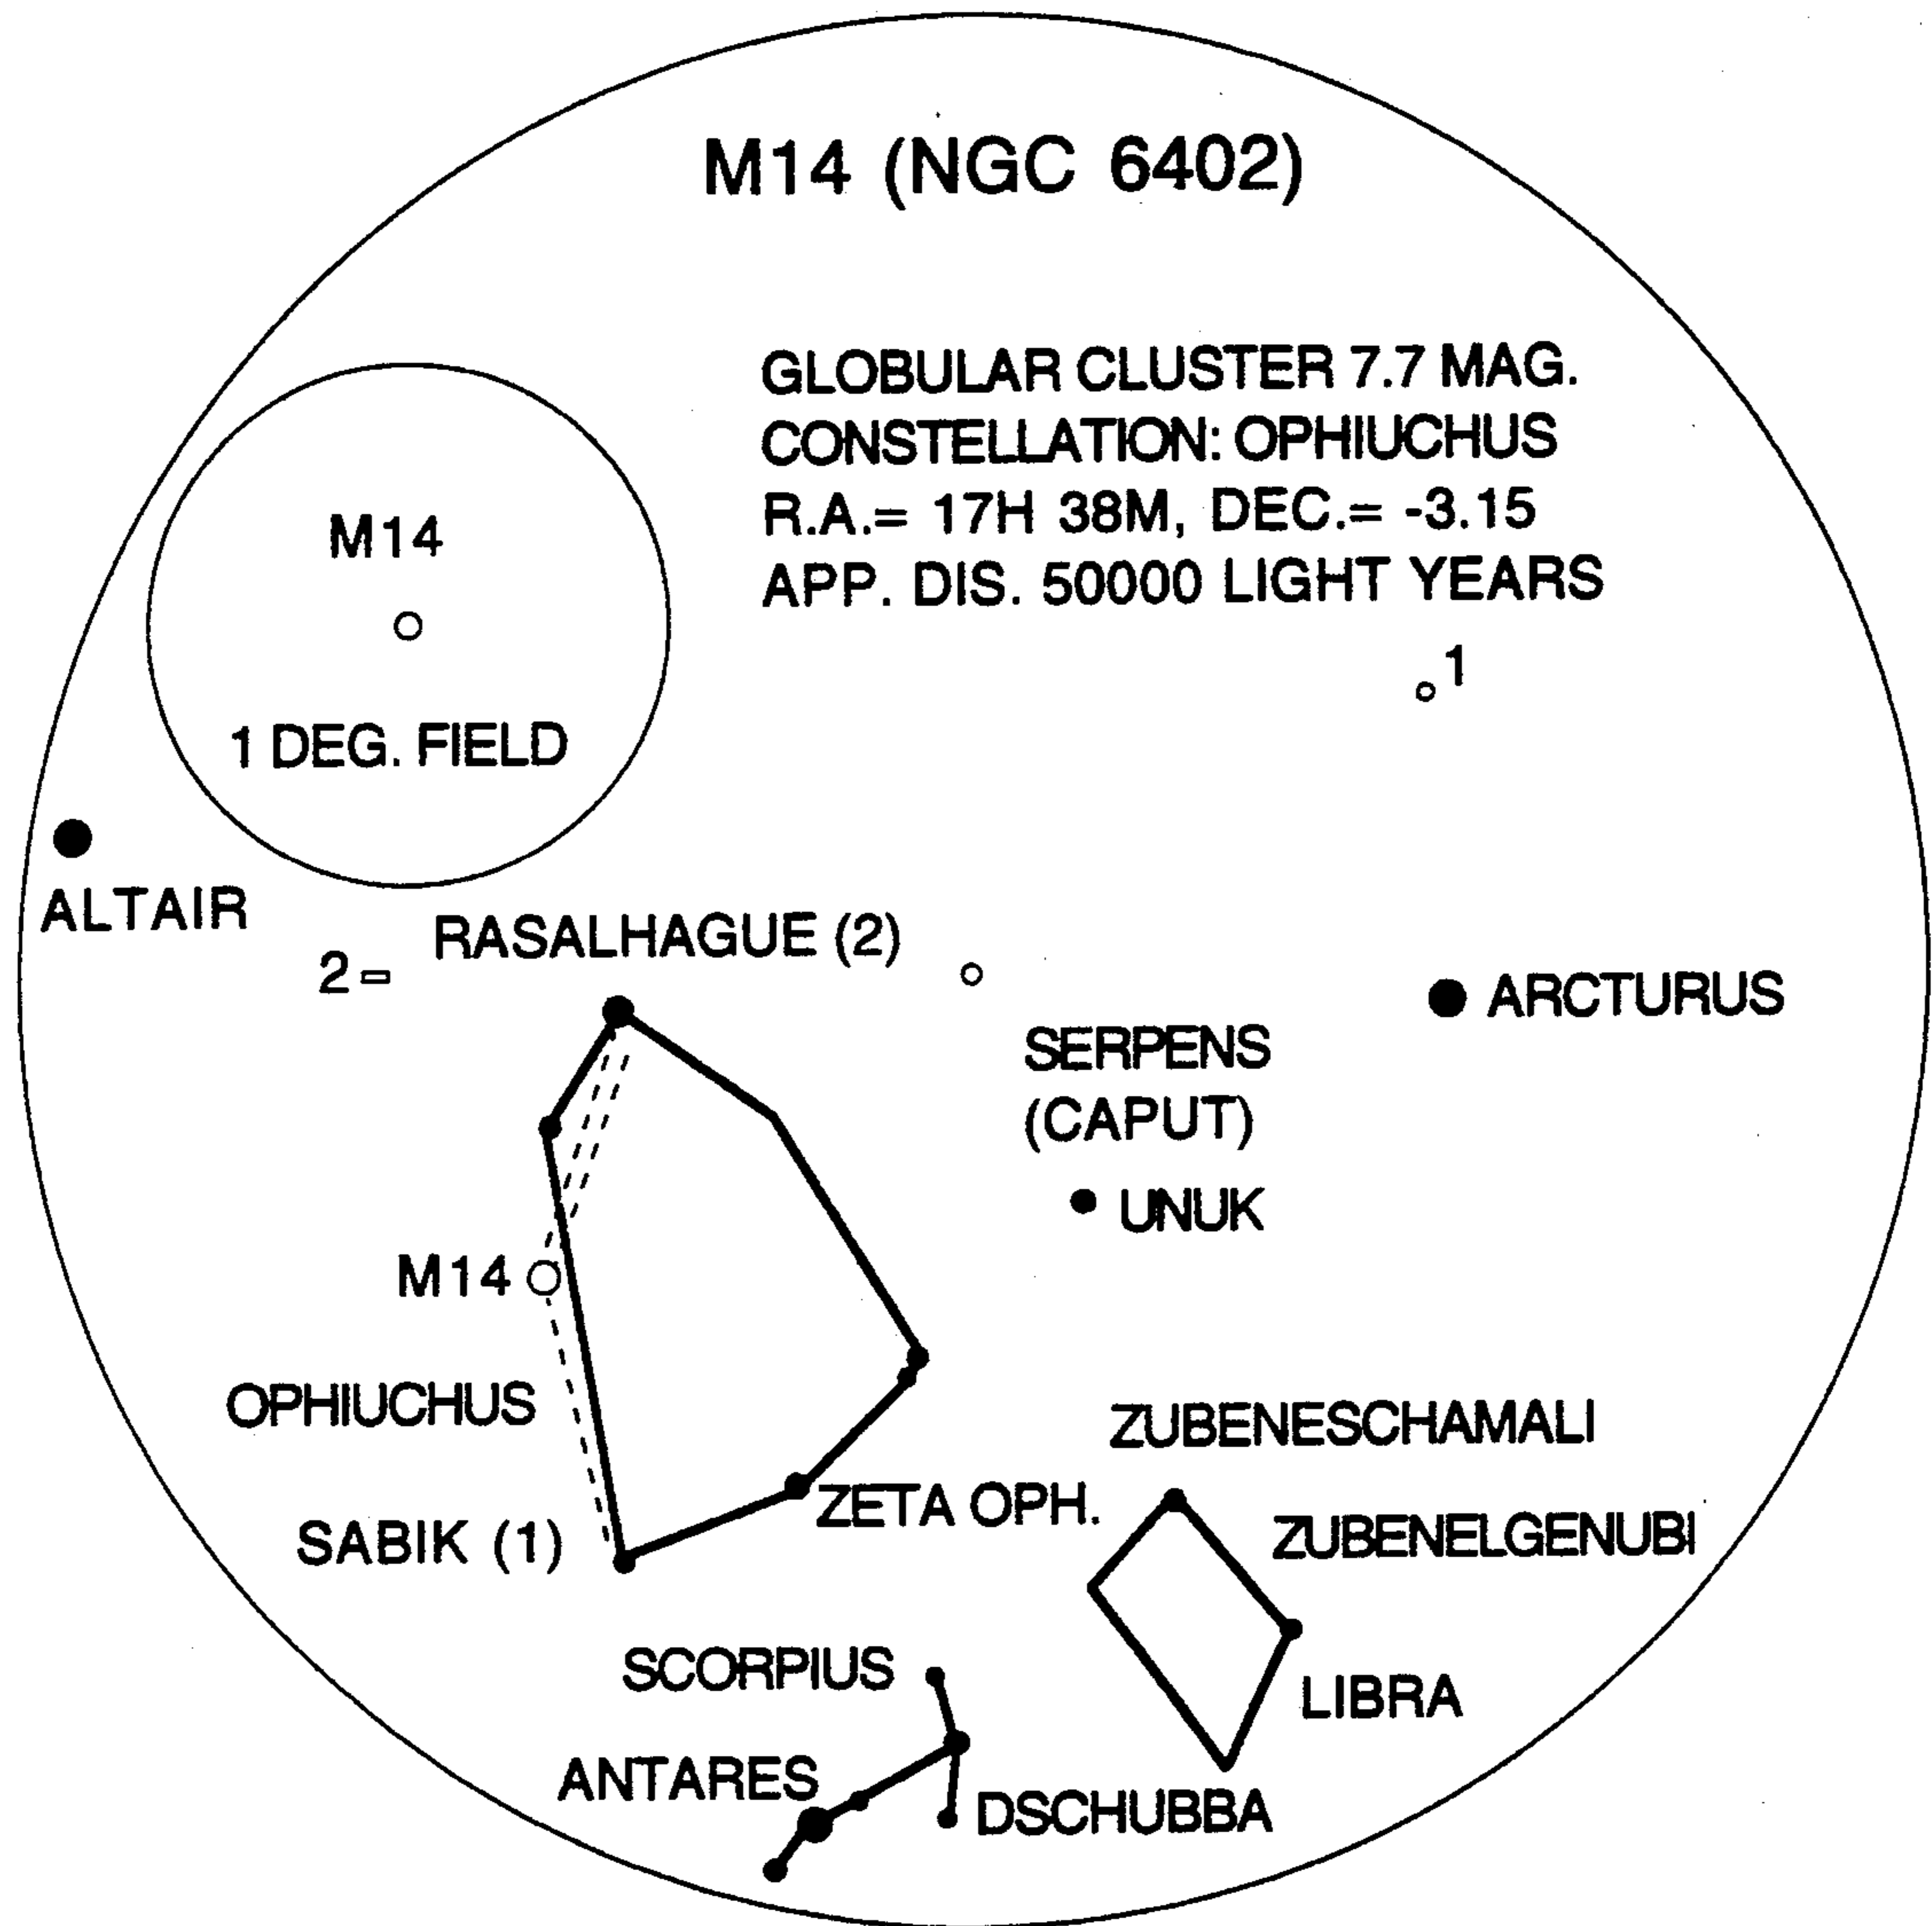 M14 (NGC 6402)
GLOBULAR CLUSTER 7.7 MAG.
CONSTELLATION: OPHIUCHUS
R.A.= 17H 38M, DEC.= -3.15
APP. DIS. 50000 LIGHT YEARS
M14
1 DEG. FIELD
1
ALTAIR
RASALHAGUE (2)
2=
ARCTURUS
SERPENS
(CAPUT)
UNUK
M14
OPHIUCHUS
ZUBENESCHAMALI
ZETA OPH.
SABIK (1)
ZUBENELGENUBI
SCORPIUS
LIBRA
ANTARES
DSCHUBBA